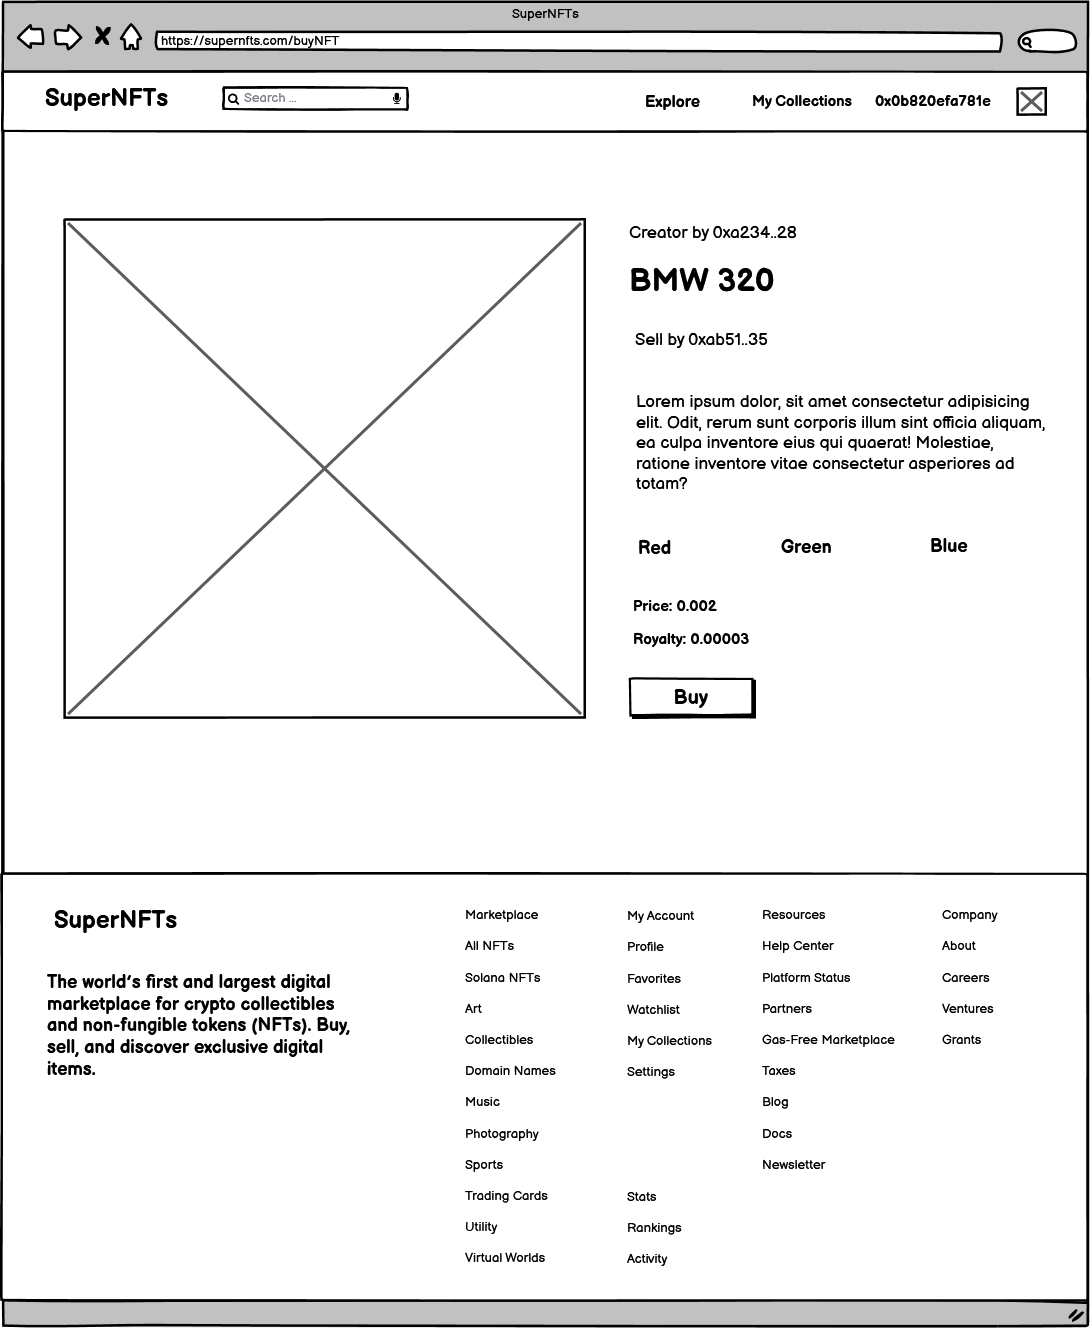 SuperNFTs
https://supernfts.com/buyNFT
SuperNFTs
Search ...
Explore
My Collections
0x0b820efa781e
Creator by 0xa234..28
BMW 320
Sell by 0xab51..35
Lorem ipsum dolor, sit amet consectetur adipisicing
elit. Odit, rerum sunt corporis illum sint officia aliquam,
ea culpa inventore eius qui quaerat! Molestiae,
ratione inventore vitae consectetur asperiores ad
totam?
Red
Green
Blue
Price: 0.002
Royalty: 0.00003
Buy
SuperNFTs
The world's first and largest digital
marketplace for crypto collectibles
and non-fungible tokens (NFTs). Buy,
sell, and discover exclusive digital
items.
Marketplace
All NFTs
Solana NFTs
Art
Collectibles
Domain Names
Music
Photography
Sports
Trading Cards
Utility
Virtual Worlds
My Account
Profile
Favorites
Watchlist
My Collections
Settings
Stats
Rankings
Activity
Resources
Help Center
Platform Status
Partners
Gas-Free Marketplace
Taxes
Blog
Docs
Newsletter
Company
About
Careers
Ventures
Grants